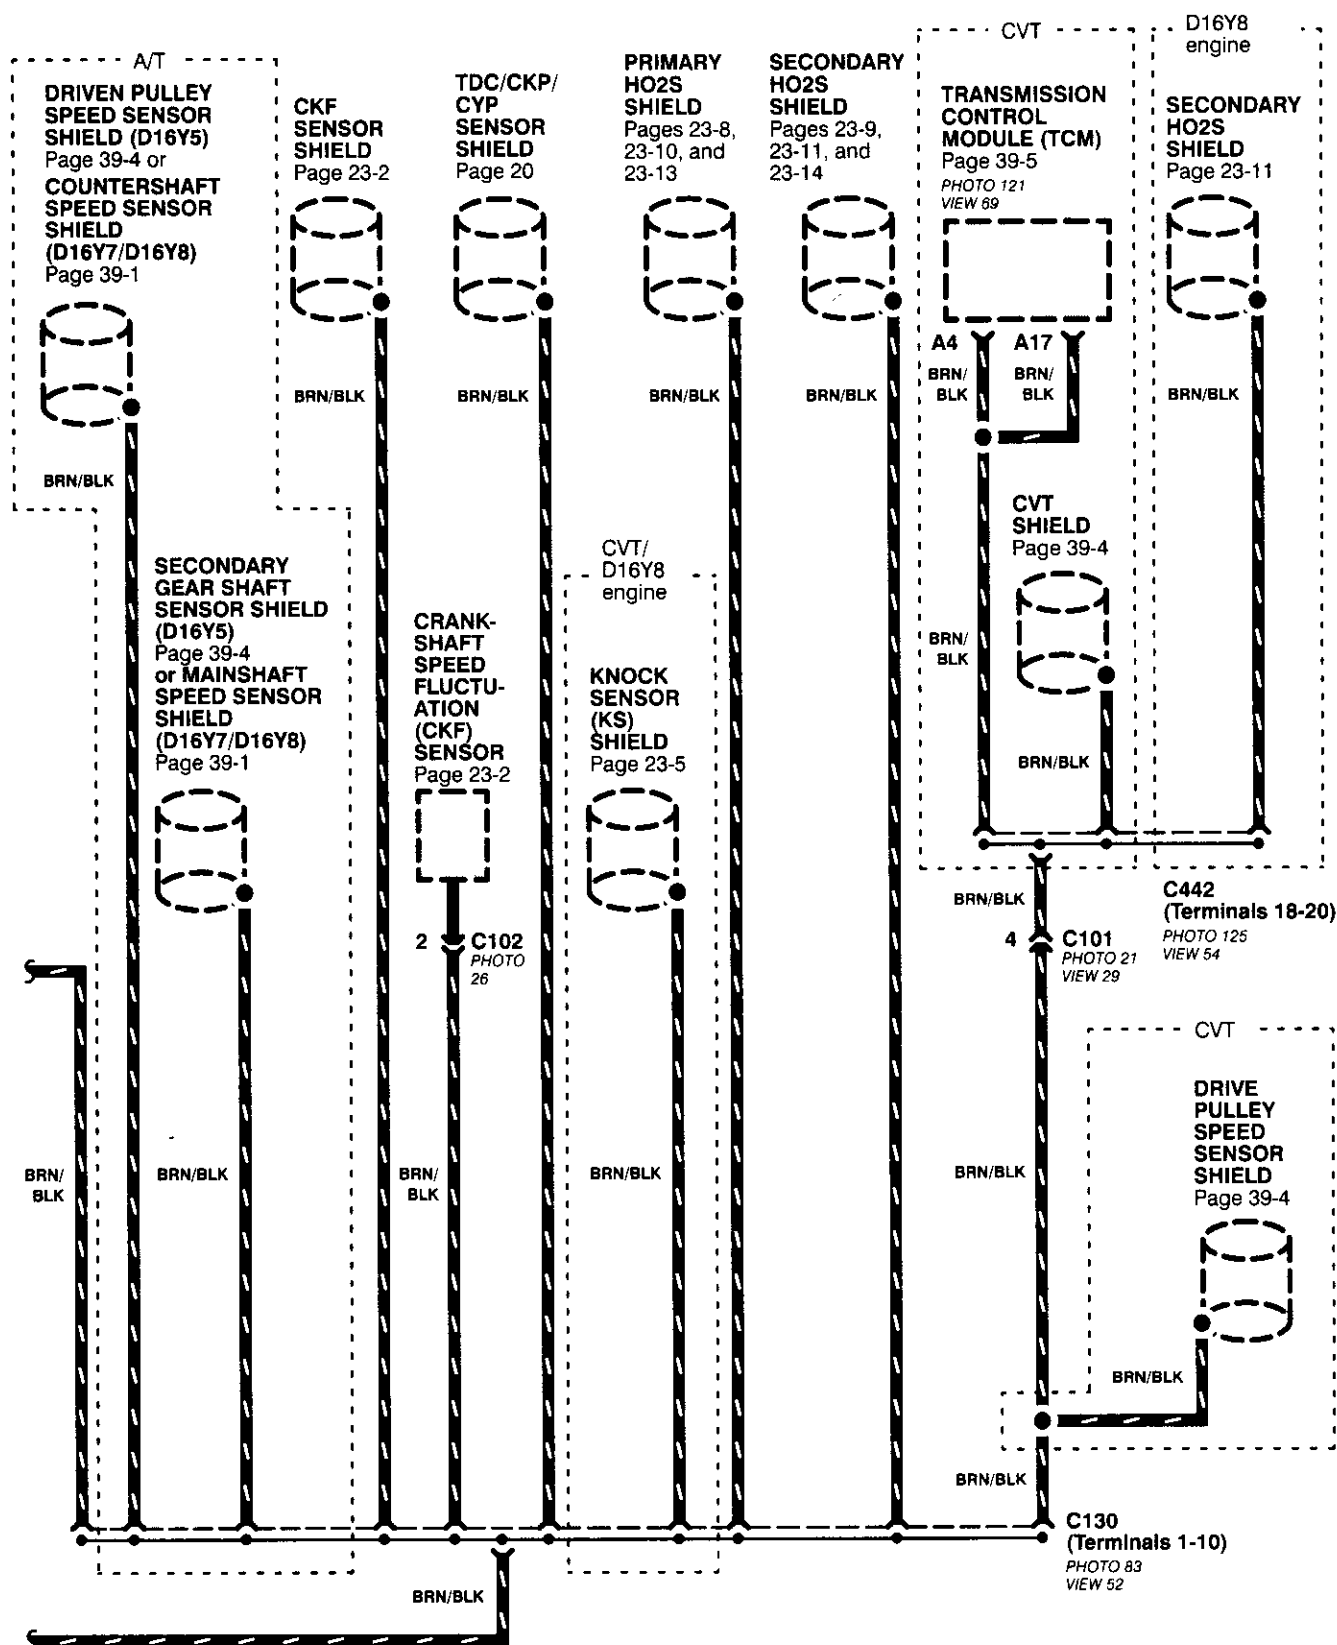 A/T
DRIVEN PULLEY
SPEED SENSOR
SHIELD (D16Y5)
Page 39-4 or
COUNTERSHAFT
SPEED SENSOR
SHIELD
(D16Y7/D16Y8)
Page 39-1
BRN/BLK
CKF
SENSOR
SHIELD
Page 23-2
BRN/BLK
TDC/CKP/
CYP
SENSOR
SHIELD
Page 20
BRN/BLK
PRIMARY
HO2S
SHIELD
Pages 23-8,
23-10, and
23-13
BRN/BLK
SECONDARY
HO2S
SHIELD
Pages 23-9,
23-11, and
23-14
BRN/BLK
CVT
TRANSMISSION
CONTROL
MODULE (TCM)
Page 39-5
PHOTO 121
VIEW 69
A4
A17
BRN/
BLK
BRN/
BLK
D16Y8
engine
SECONDARY
HO2S
SHIELD
Page 23-11
BRN/BLK
CVT
SHIELD
Page 39-4
BRN/
BLK
BRN/BLK
SECONDARY
GEAR SHAFT
SENSOR SHIELD
(D16Y5)
Page 39-4
or MAINSHAFT
SPEED SENSOR
SHIELD
(D16Y7/D16Y8)
Page 39-1
CRANK-
SHAFT
SPEED
FLUCTU-
ATION
(CKF)
SENSOR
Page 23-2
2
C102
PHOTO
26
CVT/
D16Y8
engine
KNOCK
SENSOR
(KS)
SHIELD
Page 23-5
BRN/BLK
C442
(Terminals 18-20)
PHOTO 125
VIEW 54
4
C101
PHOTO 21
VIEW 29
CVT
DRIVE
PULLEY
SPEED
SENSOR
SHIELD
Page 39-4
BRN/
BLK
BRN/BLK
BRN/
BLK
BRN/BLK
BRN/BLK
BRN/BLK
BRN/BLK
C130
(Terminals 1-10)
PHOTO 83
VIEW 52
BRN/BLK